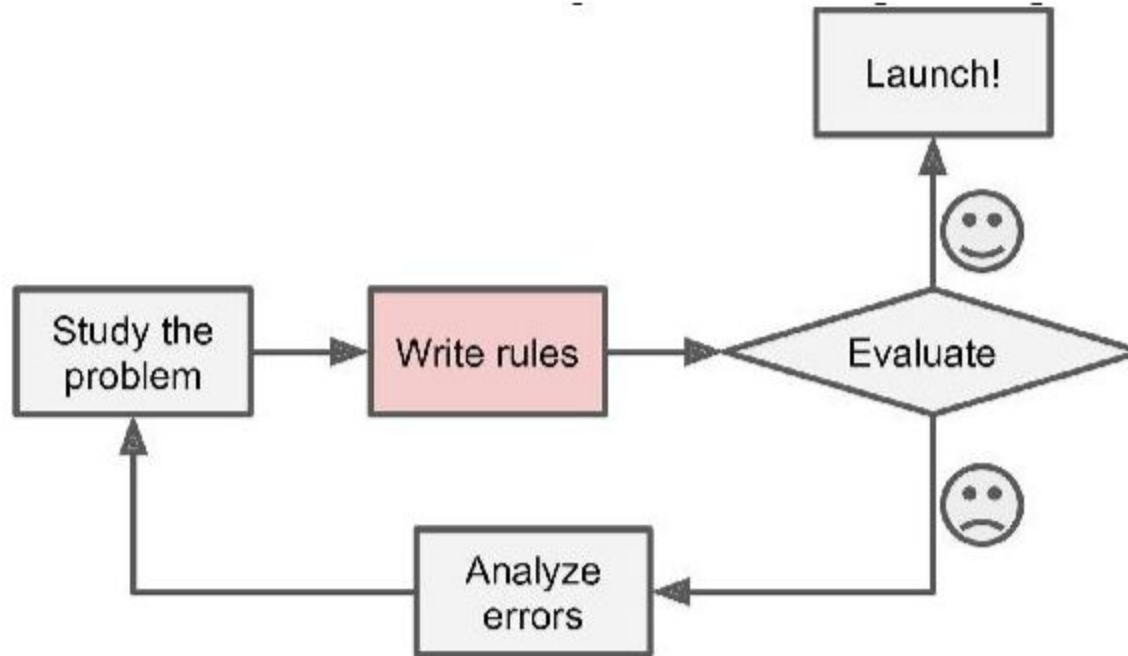 Launch!
Study the
problem
Write rules
Evaluate
Analyze
errors